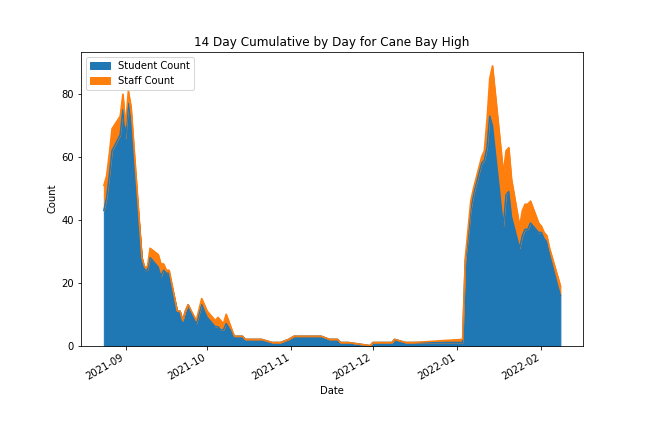 14 Day Cumulative by Day for Cane Bay High
Student Count
Staff Count
80
60
40
20
0
Count
2021-09
2021-10
2021-11
2021-12
2022-01
2022-02
Date